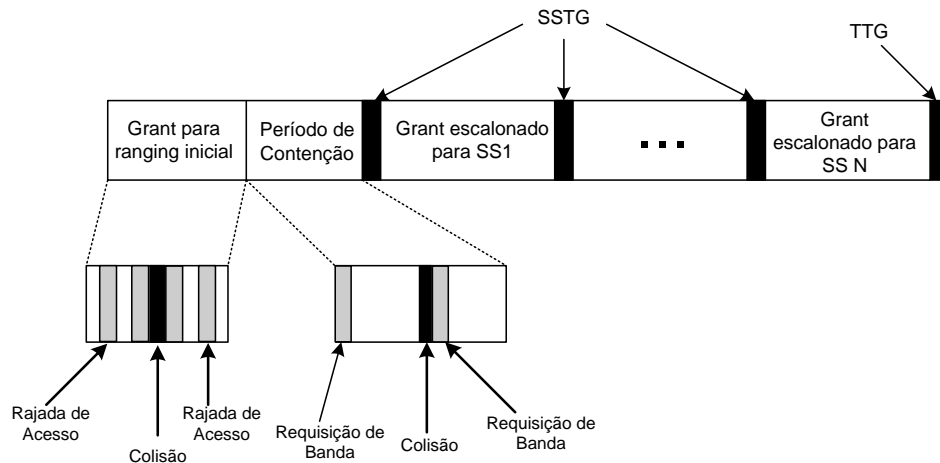 SSTG
TTG
Grant para
ranging inicial
Período de
Contenção
Grant escalonado
para SS1
...
Grant
escalonado para
SS N
Rajada de
Acesso
Colisão
Rajada de
Acesso
Requisição de
Banda
Colisão
Requisição de
Banda